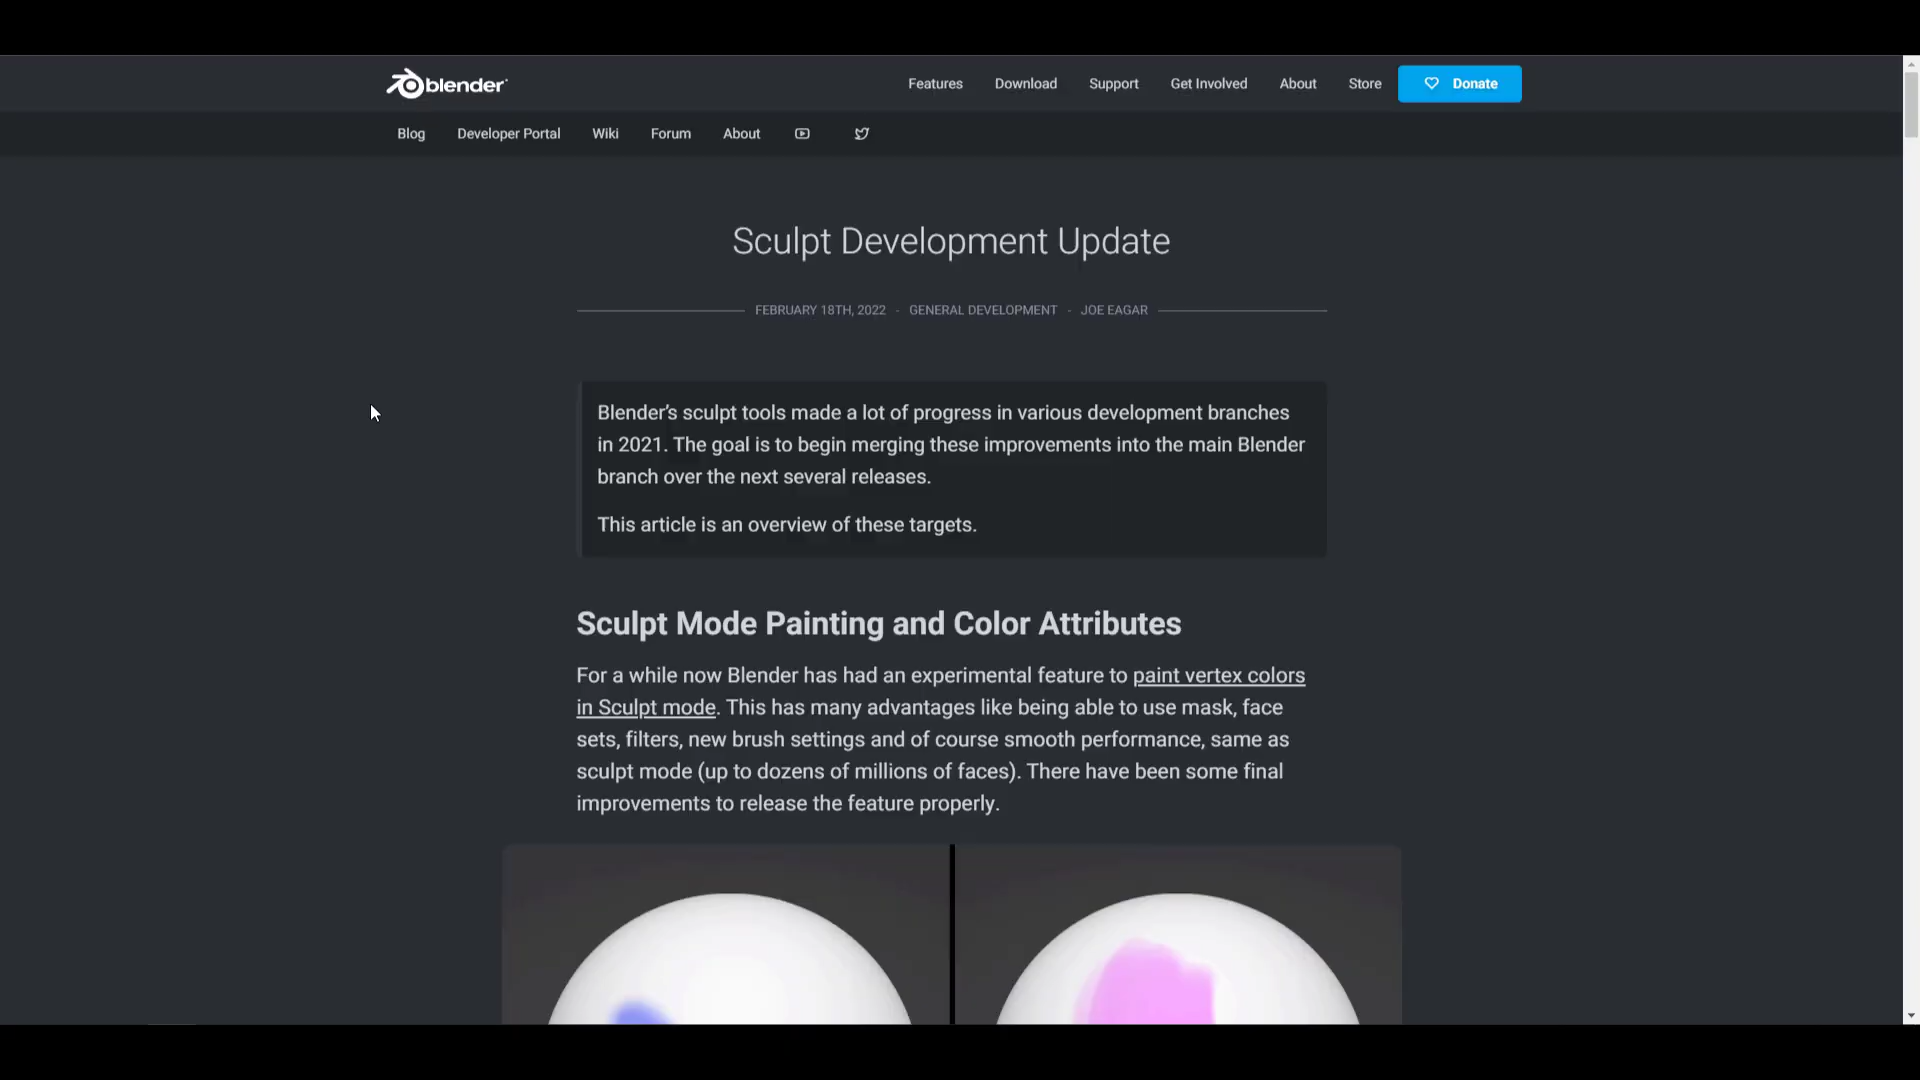 blender
Features Download Support Get Involved About Store Donate
Blog Developer Portal Wiki Forum About
Sculpt Development Update
FEBRUARY 18TH, 2022 - GENERAL DEVELOPMENT - JOE EAGAR
Blender’s sculpt tools made a lot of progress in various development branches
in 2021. The goal is to begin merging these improvements into the main Blender
branch over the next several releases.
This article is an overview of these targets.
Sculpt Mode Painting and Color Attributes
For a while now Blender has had an experimental feature to paint vertex colors
in Sculpt mode. This has many advantages like being able to use mask, face
sets, filters, new brush settings and of course smooth performance, same as
sculpt mode (up to dozens of millions of faces). There have been some final
improvements to release the feature properly.